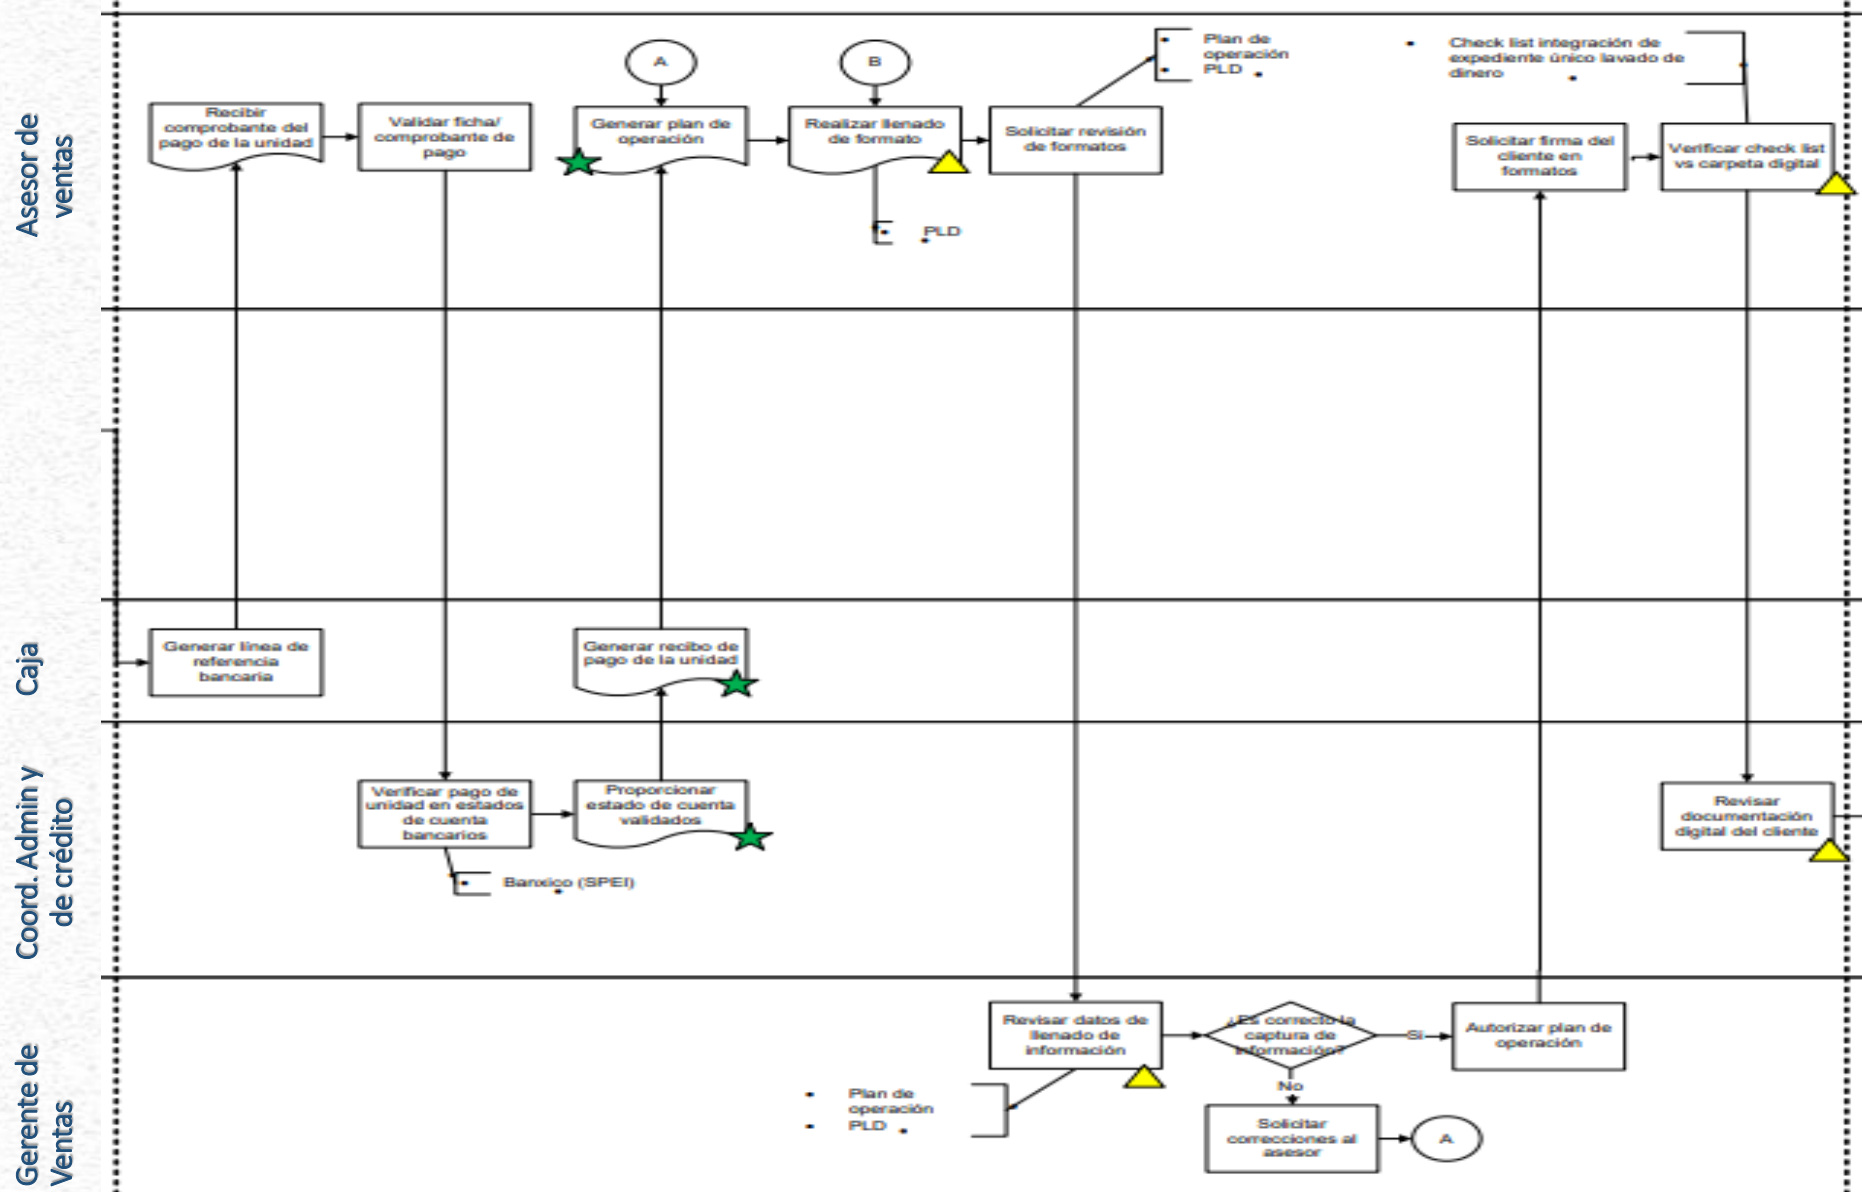 Asesor de
ventas
A
B
Plan de
operación
PLD
Check list integración de
expediente único lavado de
dinero
Recibir
comprobante del
pago de la unidad
Validar ficha/
comprobante de
pago
Generar plan de
operación
Realizar llenado
de formato
Solicitar revisión
de formatos
Solicitar firma del
cliente en
formatos
Verificar check list
vs carpeta digital
PLD
Caja
Generar línea de
referencia
bancaria
Generar recibo de
pago de la unidad
Coord. Admin y
de crédito
Verificar pago de
unidad en estados
de cuenta
bancarios
Proporcionar
estado de cuenta
validados
Revisar
documentación
digital del cliente
Banxico (SPEI)
Gerente de
Ventas
Revisar datos de
llenado de
información
¿Es correcto la
captura de
información?
Si
Autorizar plan de
operación
No
Plan de
operación
PLD
Solicitar
correcciones al
asesor
A